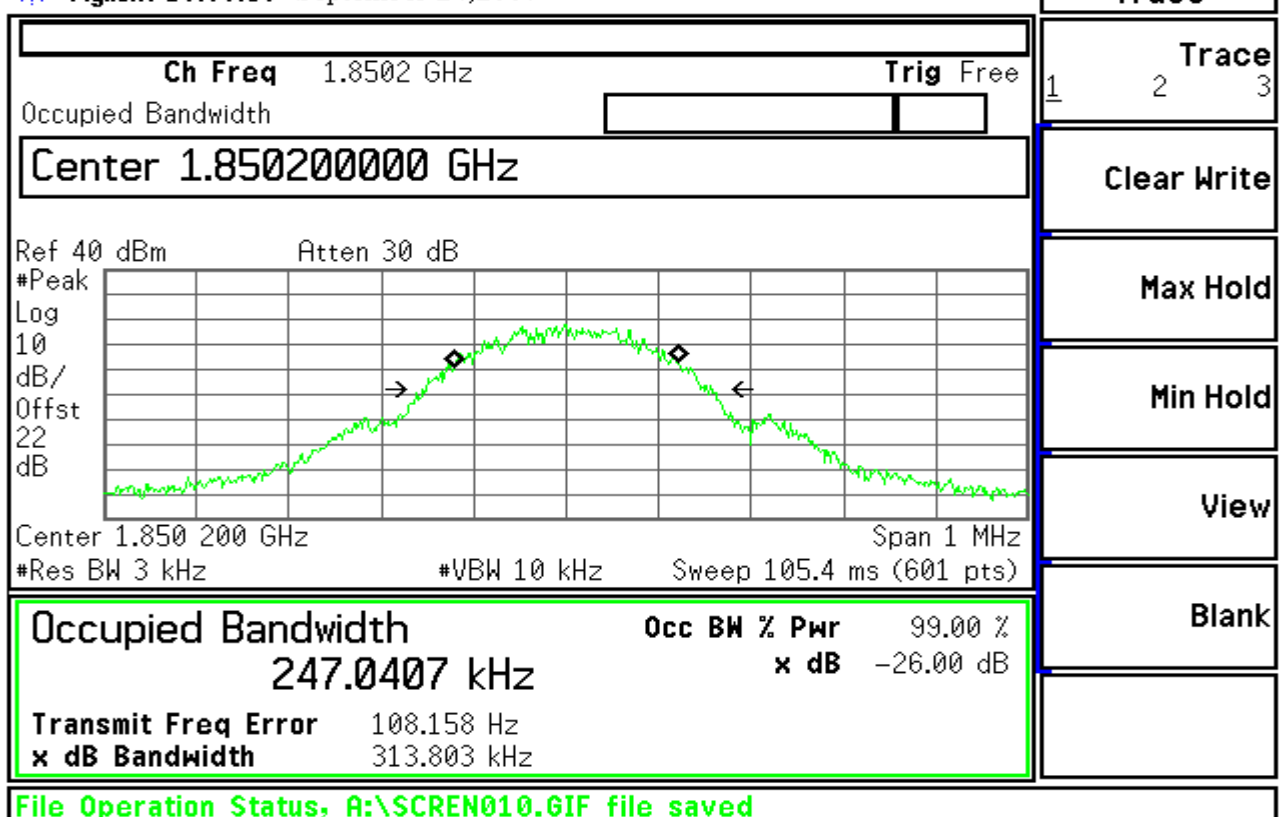 Ch Freq 1.8502 GHz Trig Free
Occupied Bandwidth
Center 1.850200000 GHz
Ref 40 dBm Atten 30 dB
#Peak
Log
10
dB/
Offst
22
dB
Center 1.850 200 GHz Span 1 MHz
#Res BW 3 kHz #VBW 10 kHz Sweep 105.4 ms (601 pts)
Occupied Bandwidth Occ BW % Pwr 99.00 %
247.0407 kHz x dB -26.00 dB
Transmit Freq Error 108.158 Hz
x dB Bandwidth 313.803 kHz
File Operation Status, A:\SCREN010.GIF file saved
Trace
1 2 3
Clear Write
Max Hold
Min Hold
View
Blank